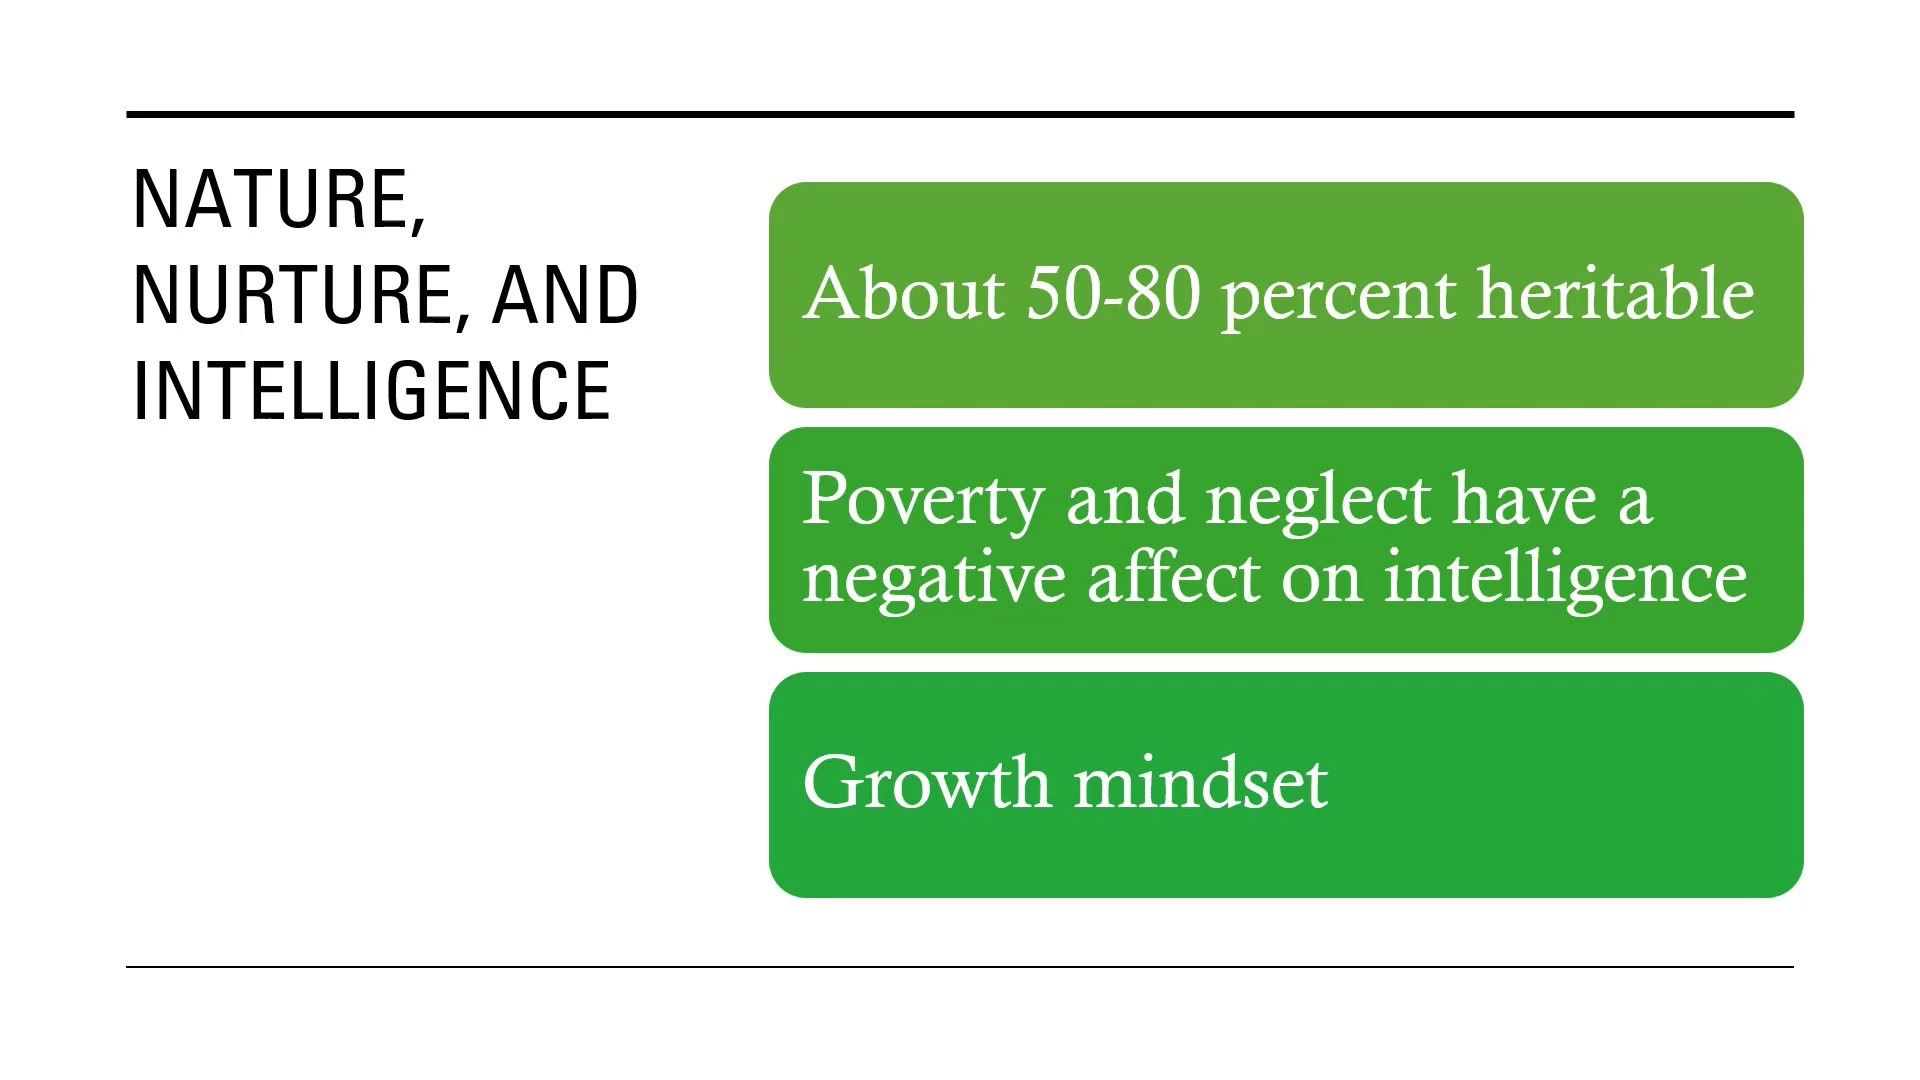 NATURE,
NURTURE, AND
INTELLIGENCE
About 50-80 percent heritable
Poverty and neglect have a
negative affect on intelligence
Growth mindset